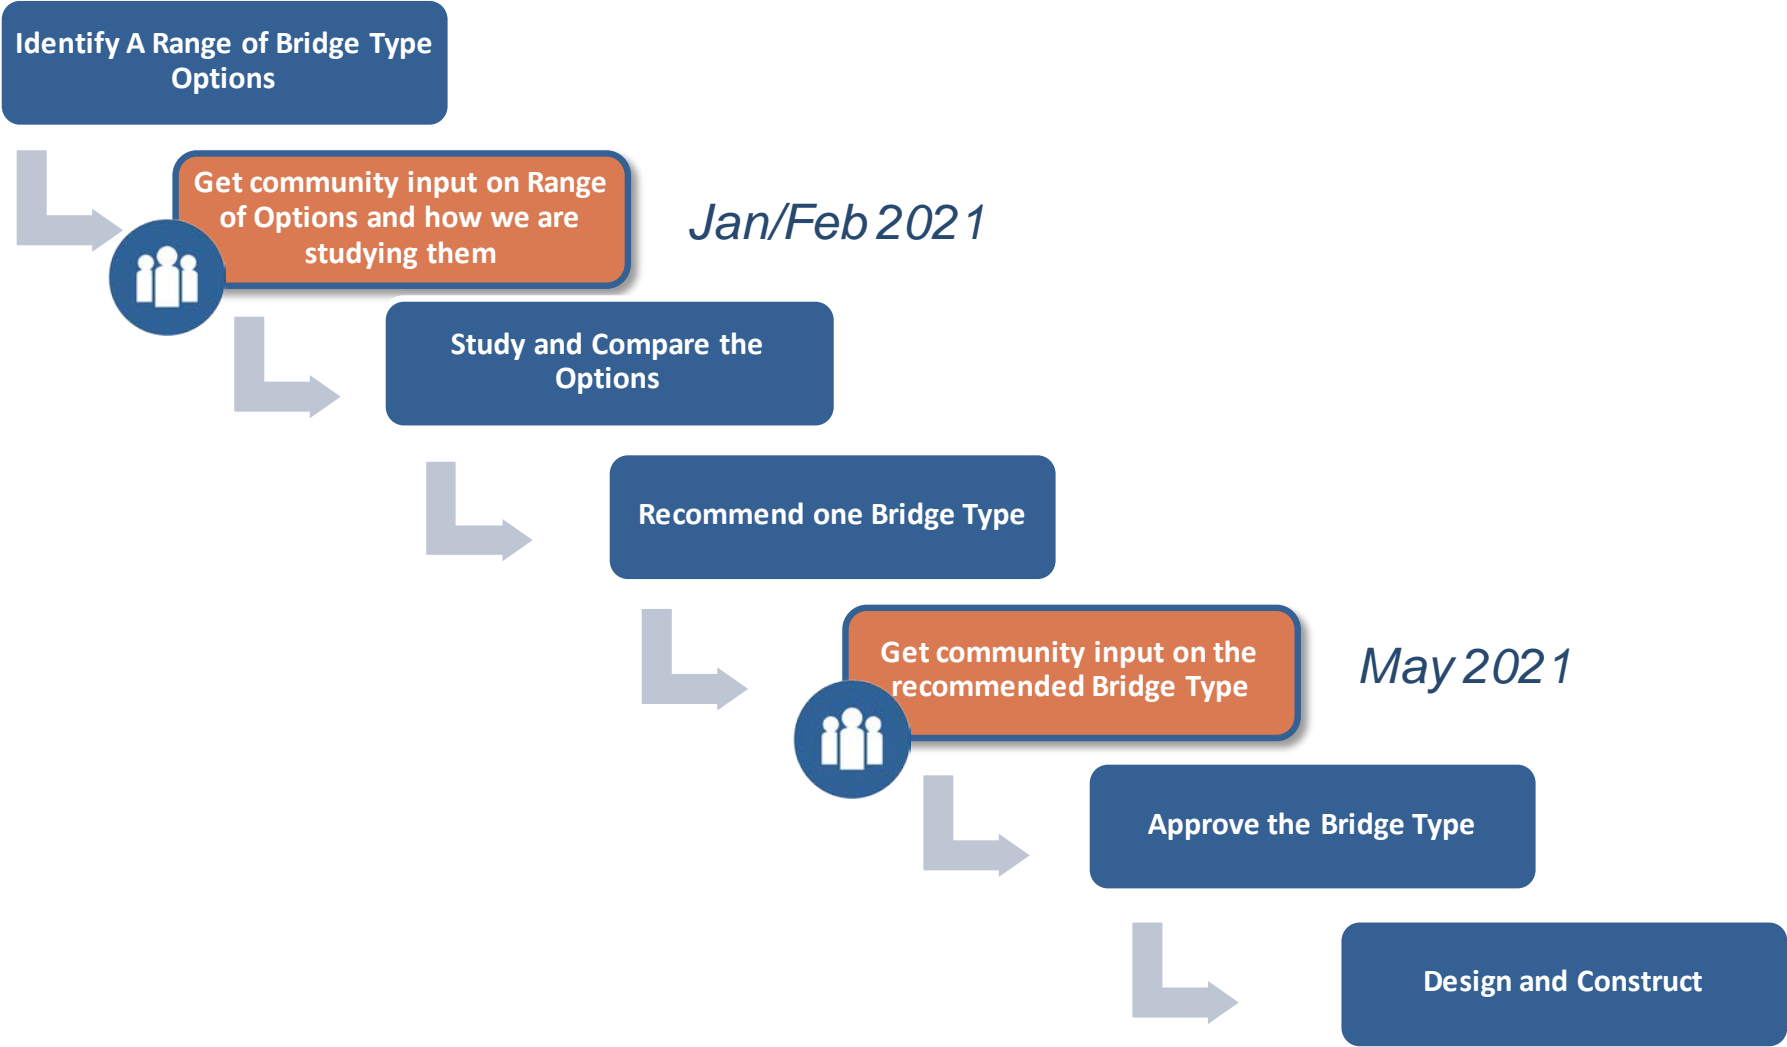 Identify A Range of Bridge Type
Options
Get community input on Range
of Options and how we are
studying them
Jan/Feb 2021
Study and Compare the
Options
Recommend one Bridge Type
Get community input on the
recommended Bridge Type
May 2021
Approve the Bridge Type
Design and Construct